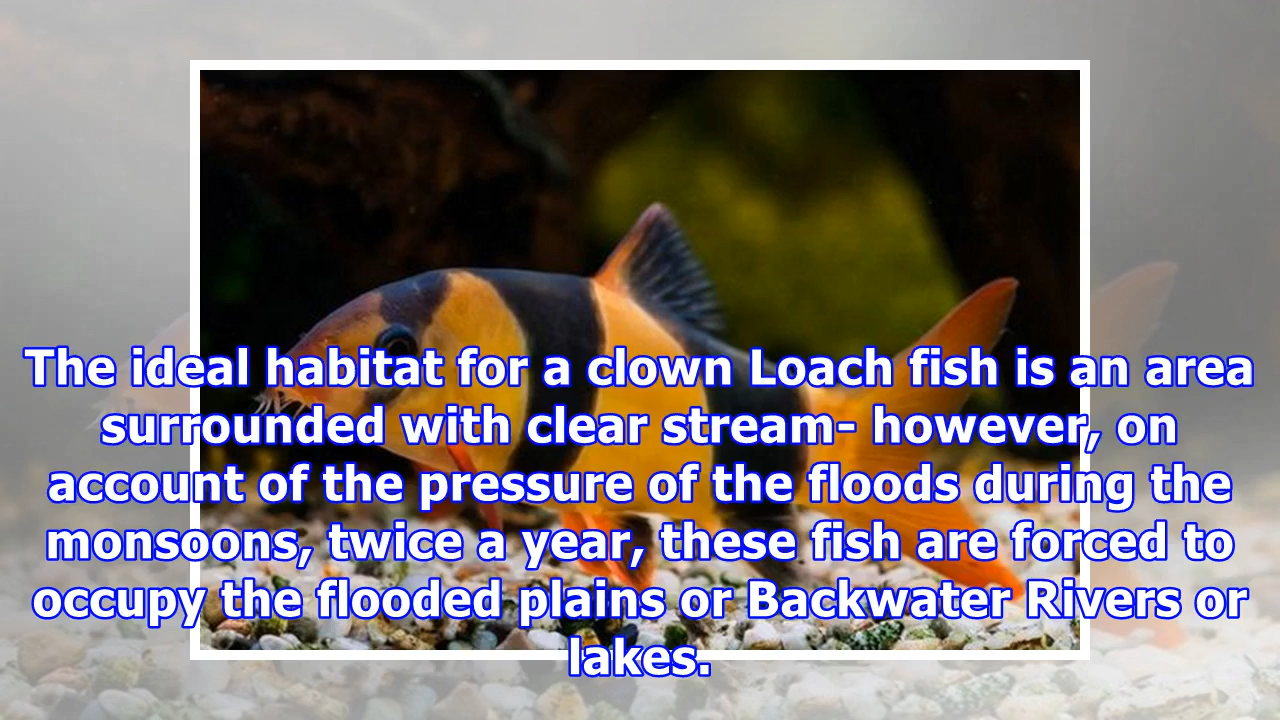 The ideal habitat for a clown Loach fish is an area
surrounded with clear stream- however, on
account of the pressure of the floods during the
monsoons, twice a year, these fish are forced to
occupy the flooded plains or Backwater Rivers or
lakes.